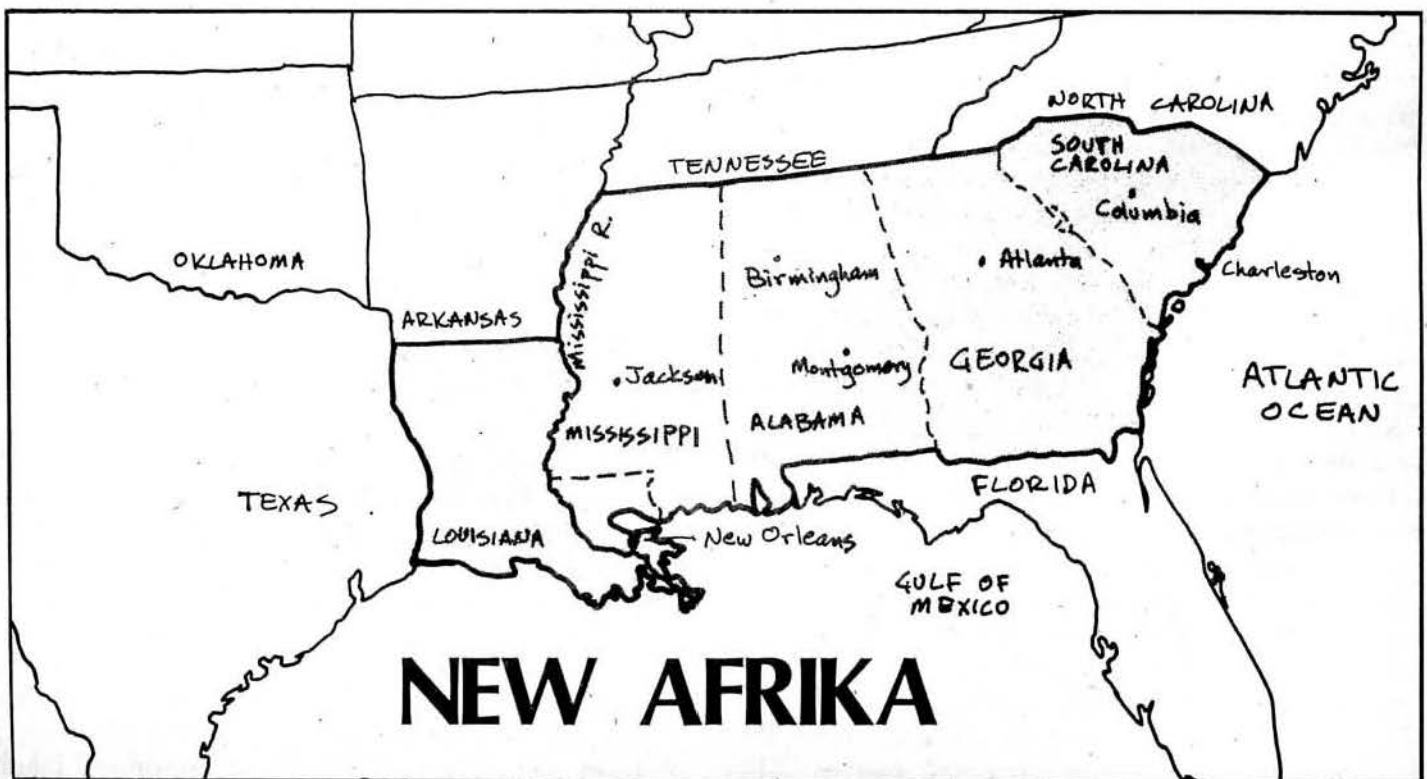 NORTH CAROLINA
SOUTH
CAROLINA
TENNESSEE
Columbia
Mississippi R.
OKLAHOMA
Birmingham
Atlanta
Charleston
ARKANSAS
Jackson
Montgomery
GEORGIA
ATLANTIC
OCEAN
MISSISSIPPI
ALABAMA
TEXAS
FLORIDA
LOUISIANA
New Orleans
GULF OF
MEXICO
NEW AFRIKA